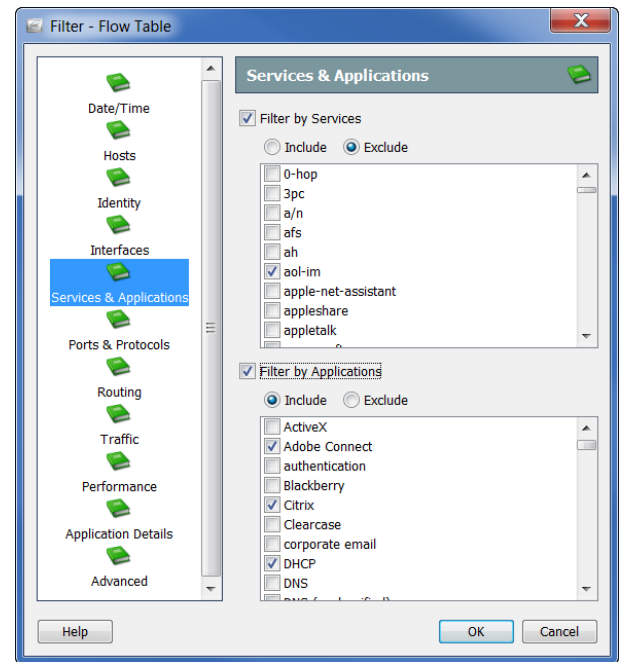 Filter - Flow Table
Date/Time
Hosts
Identity
Interfaces
Services & Applications
Ports & Protocols
Routing
Traffic
Performance
Application Details
Advanced
Services & Applications
Filter by Services
Include Exclude
0-hop
3pc
a/n
afs
ah
aol-im
apple-net-assistant
appleshare
appletalk
Filter by Applications
Include Exclude
ActiveX
Adobe Connect
authentication
Blackberry
Citrix
Clearcase
corporate email
DHCP
DNS
Help OK Cancel